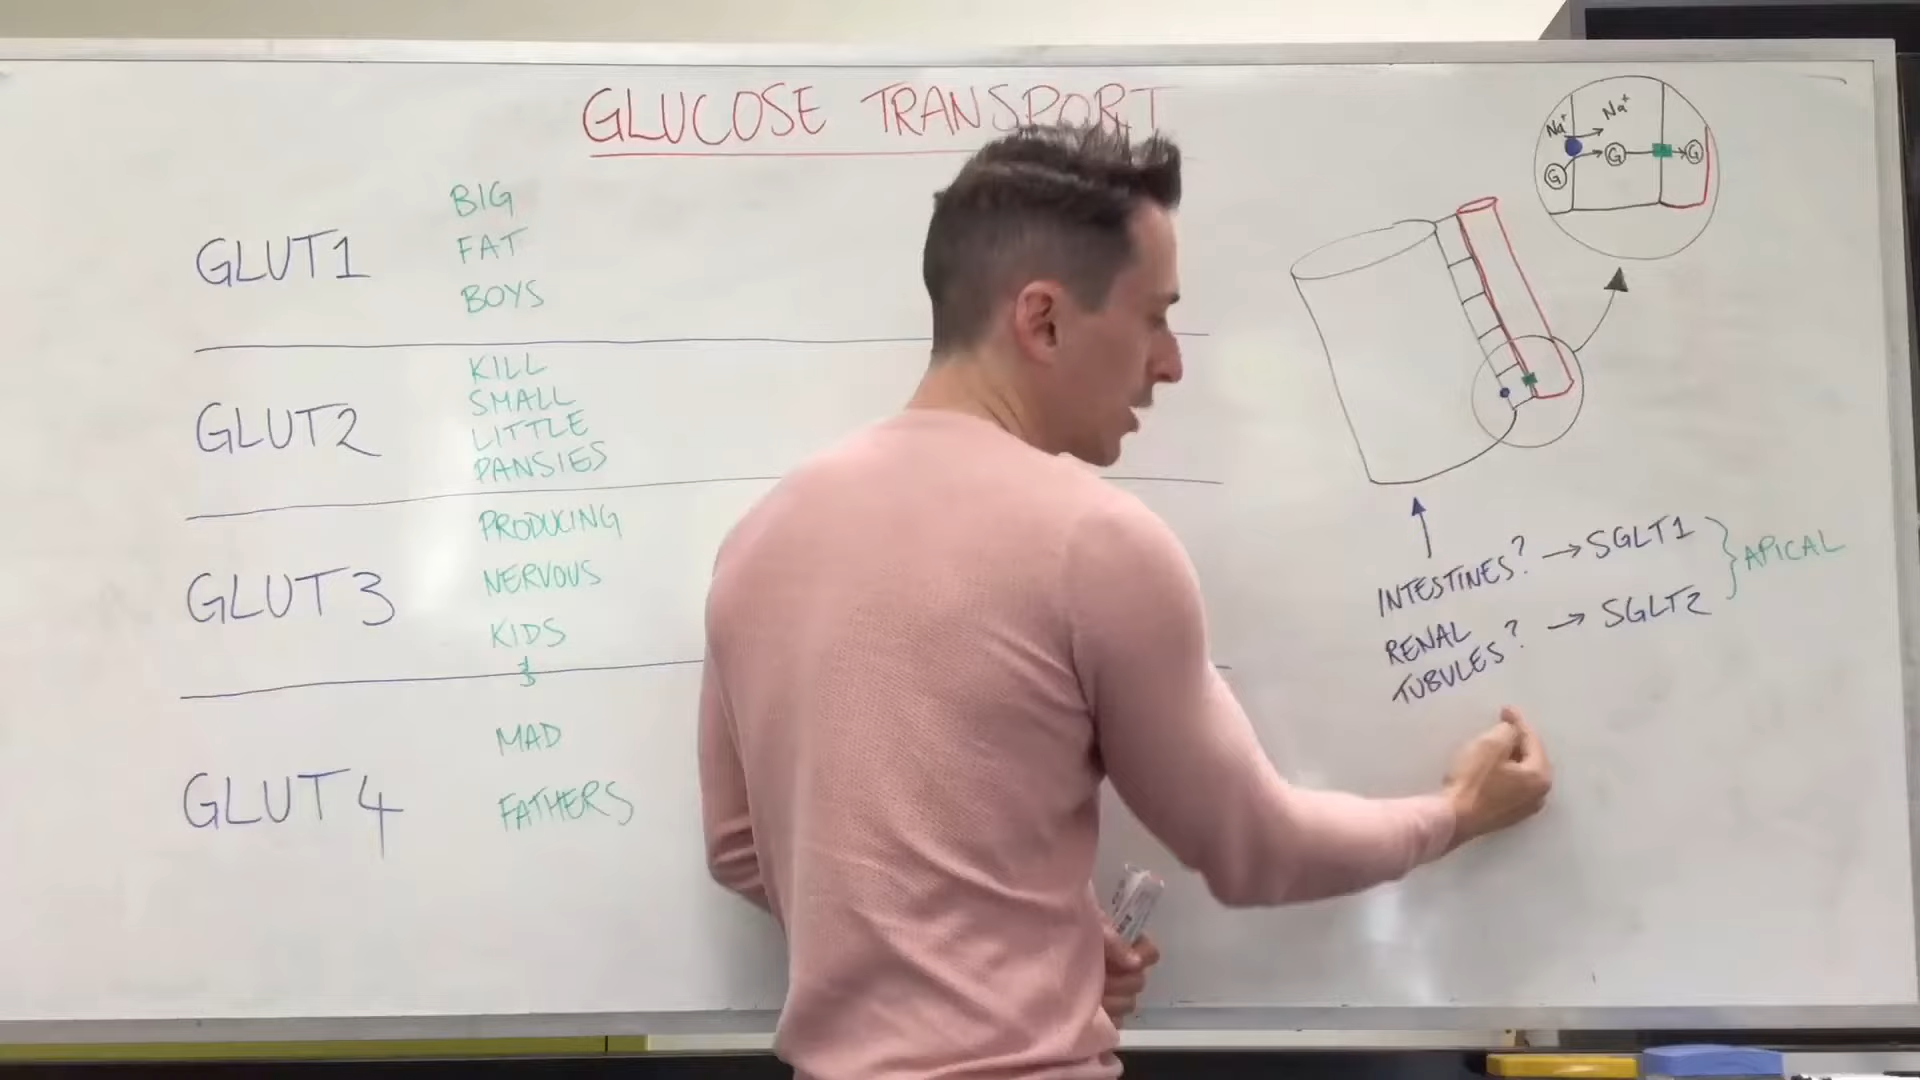 GLUCOSE TRANSPORT
GLUT1
BIG
FAT
BOYS
GLUT2
KILL
SMALL
LITTLE
PANSIES
GLUT3
PRODUCING
NERVOUS
KIDS
&
GLUT4
MAD
FATHERS
Na+
Na+
G
G
G
INTESTINES? → SGLT1
RENAL
TUBULES? → SGLT2
APICAL